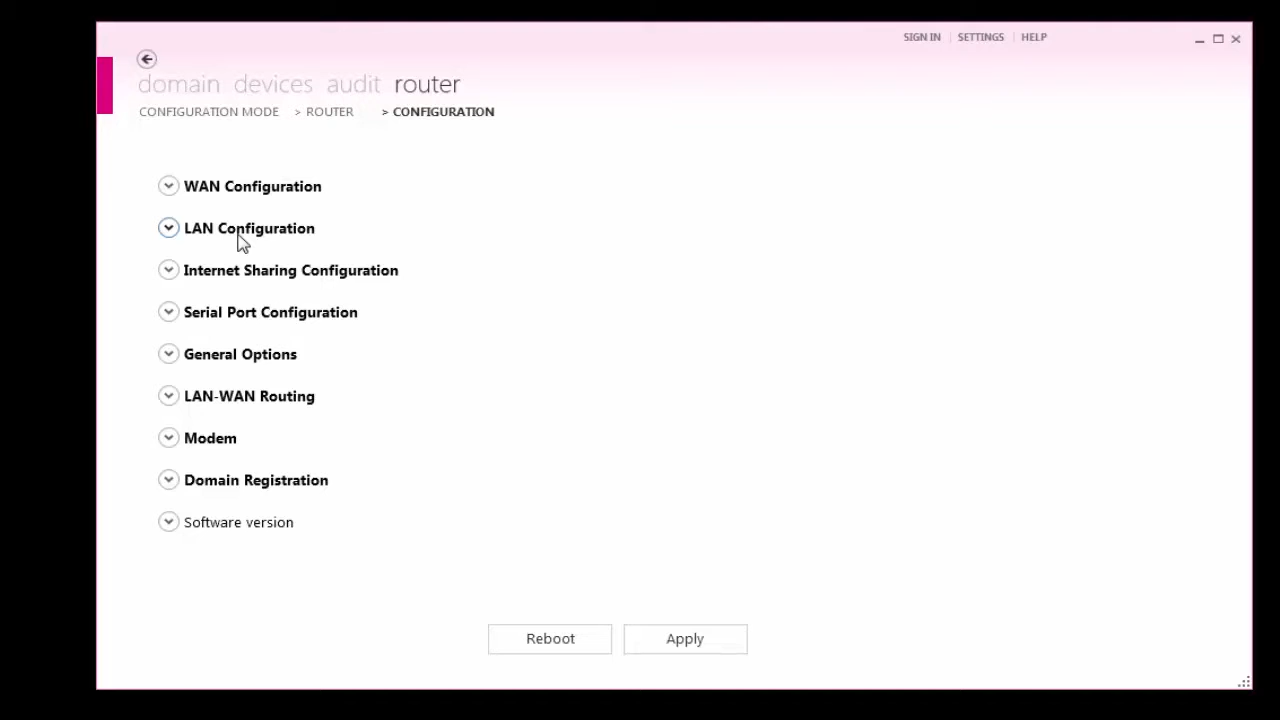 SIGN IN SETTINGS HELP
domain devices audit router
CONFIGURATION MODE > ROUTER > CONFIGURATION
WAN Configuration
LAN Configuration
Internet Sharing Configuration
Serial Port Configuration
General Options
LAN-WAN Routing
Modem
Domain Registration
Software version
Reboot Apply